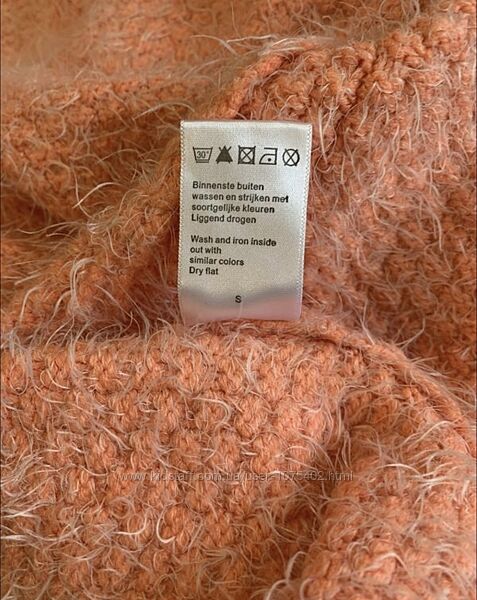 30°
Binnenste buiten
wassen en strijken met
soortgelijke kleuren
Liggend drogen
Wash and iron inside
out with
similar colors
Dry flat
S